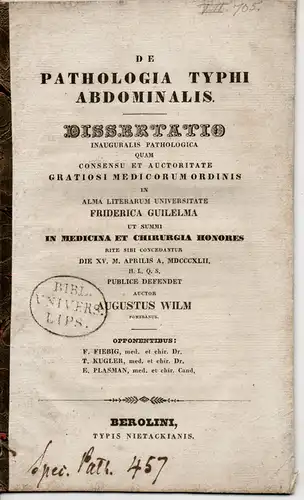 DE
PATHOLOGIA TYPHI
ABDOMINALIS.
DISSERTATIO
INAUGURALIS PATHOLOGICA
QUAM
CONSENSU ET AUCTORITATE
GRATIOSI MEDICORUM ORDINIS
IN
ALMA LITERARUM UNIVERSITATE
FRIDERICA GUILELMA
UT SUMMI
IN MEDICINA ET CHIRURGIA HONORES
RITE SIBI CONCEDANTUR
DIE XV. M. APRILIS A. MDCCCXLII.
H. L. Q. S.
PUBLICE DEFENDET
AUCTOR
AUGUSTUS WILM
POMERANUS.
BIBL.
UNIVERS.
LIPS.
OPPONENTIBUS:
F. FIEBIG, med. et chir. Dr.
T. KUGLER, med. et chir. Dr.
E. PLASMAN, med. et chir. Cand.
BEROLINI,
TYPIS NIETACKIANIS.
Spec. Path. 457